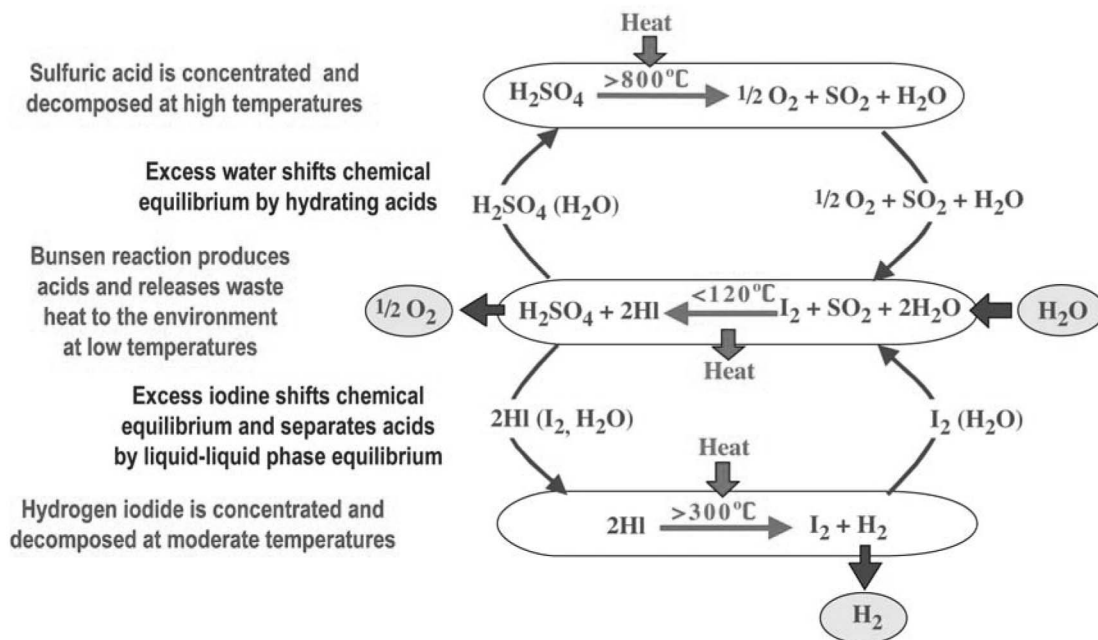 Heat
Sulfuric acid is concentrated and
decomposed at high temperatures
H₂SO₄ >800°C 1/2 O₂ + SO₂ + H₂O
Excess water shifts chemical
equilibrium by hydrating acids
H₂SO₄ (H₂O)
1/2 O₂ + SO₂ + H₂O
Bunsen reaction produces
acids and releases waste
heat to the environment
at low temperatures
1/2 O₂
H₂SO₄ + 2HI <120°C I₂ + SO₂ + 2H₂O
H₂O
Heat
Excess iodine shifts chemical
equilibrium and separates acids
by liquid-liquid phase equilibrium
2HI (I₂, H₂O)
I₂ (H₂O)
Heat
Hydrogen iodide is concentrated and
decomposed at moderate temperatures
2HI >300°C I₂ + H₂
H₂